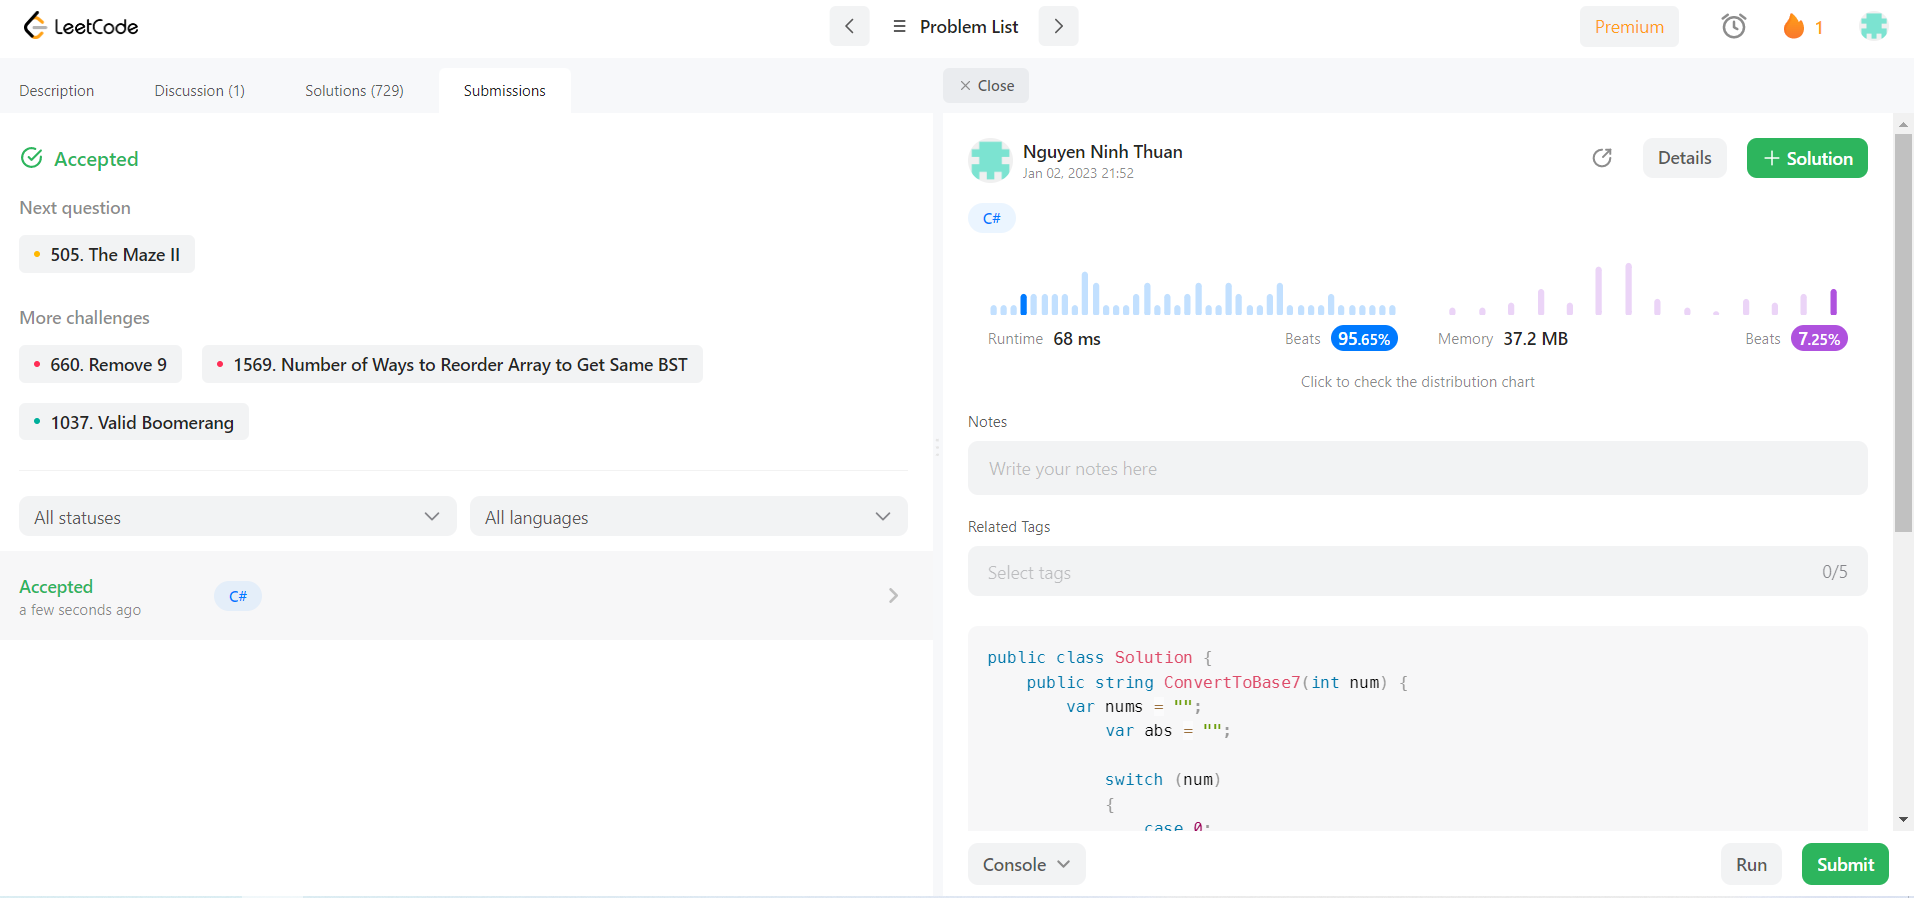 LeetCode
Problem List
Premium
1
Description
Discussion (1)
Solutions (729)
Submissions
Close
Accepted
Next question
505. The Maze II
More challenges
660. Remove 9
1569. Number of Ways to Reorder Array to Get Same BST
1037. Valid Boomerang
All statuses
All languages
Accepted
a few seconds ago
C#
Nguyen Ninh Thuan
Jan 02, 2023 21:52
Details
+ Solution
C#
Runtime 68 ms
Beats 95.65%
Memory 37.2 MB
Beats 7.25%
Click to check the distribution chart
Notes
Write your notes here
Related Tags
Select tags
0/5
public class Solution {
    public string ConvertToBase7(int num) {
        var nums = "";
            var abs = "";
            switch (num)
            {
                case 0:
Console
Run
Submit